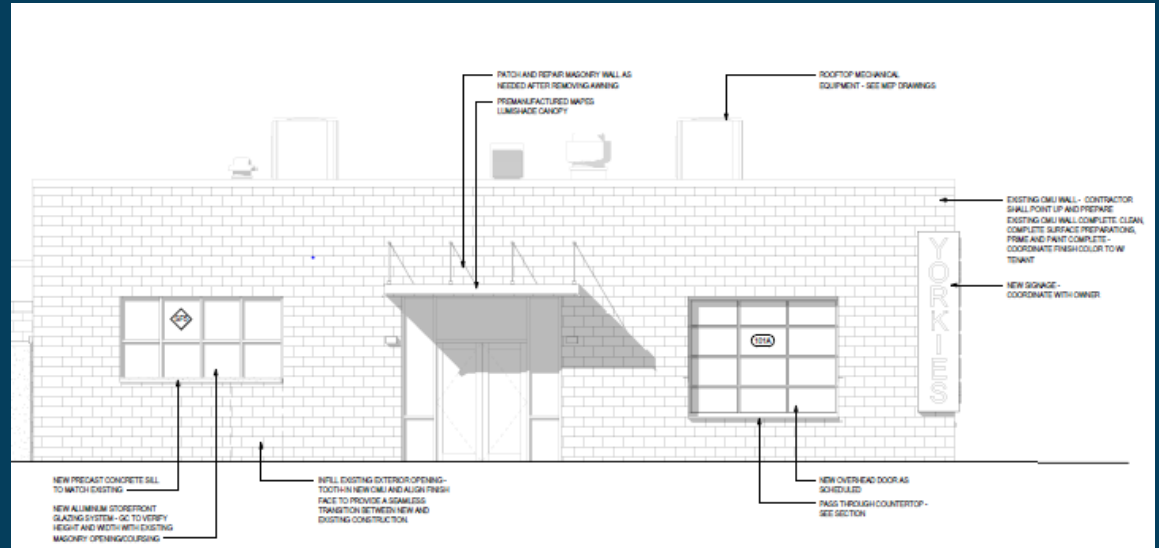 PATCH AND REPAIR MASONRY WALL AS
NEEDED AFTER REMOVING AWNING
PREMANUFACTURED MAPES
LUMISHADE CANOPY
ROOFTOP MECHANICAL
EQUIPMENT - SEE MEP DRAWINGS
EXISTING CMU WALL - CONTRACTOR
SHALL POINT UP AND PREPARE
EXISTING CMU WALL COMPLETE. CLEAN,
COMPLETE SURFACE PREPARATIONS,
PRIME AND PAINT COMPLETE -
COORDINATE FINISH COLOR TO W/
TENANT
NEW SIGNAGE -
COORDINATE WITH OWNER
YORKIES
101A
NEW PRECAST CONCRETE SILL
TO MATCH EXISTING
NEW ALUMINUM STOREFRONT
GLAZING SYSTEM - GC TO VERIFY
HEIGHT AND WIDTH WITH EXISTING
MASONRY OPENING/COURSING
INFILL EXISTING EXTERIOR OPENING -
TOOTH-IN NEW CMU AND ALIGN FINISH
FACE TO PROVIDE A SEAMLESS
TRANSITION BETWEEN NEW AND
EXISTING CONSTRUCTION.
NEW OVERHEAD DOOR AS
SCHEDULED
PASS THROUGH COUNTERTOP -
SEE SECTION